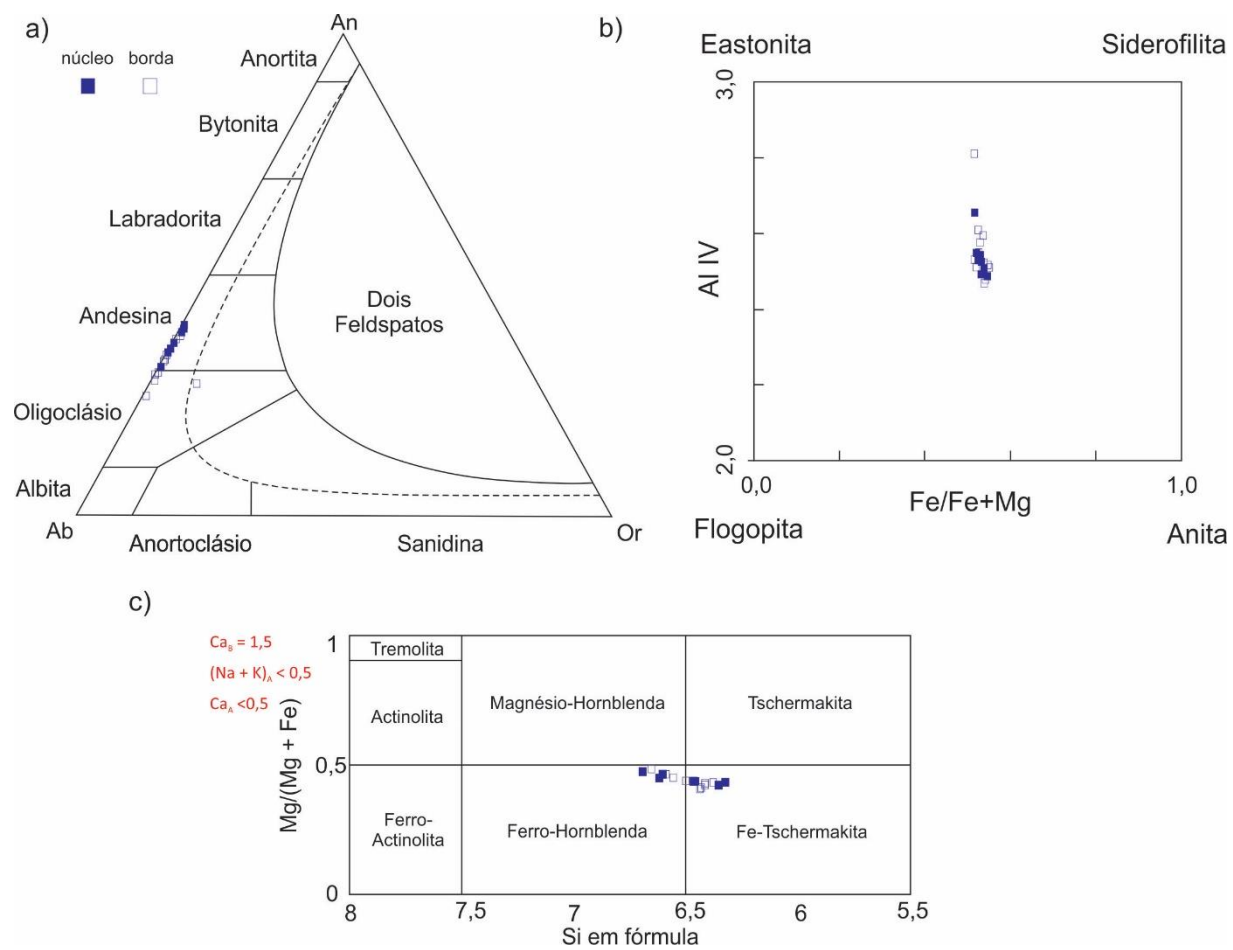 a)
núcleo
borda
An
Anortita
Bytonita
Labradorita
Andesina
Oligoclásio
Albita
Ab
Anortoclásio
Sanidina
Or
Dois
Feldspatos
b)
Eastonita
Siderofilita
3,0
Al IV
2,0
0,0
Fe/Fe+Mg
1,0
Flogopita
Anita
c)
Ca_B = 1,5
(Na + K)_A < 0,5
Ca_A <0,5
Mg/(Mg + Fe)
1
0,5
0
Tremolita
Actinolita
Magnésio-Hornblenda
Tschermakita
Ferro-
Actinolita
Ferro-Hornblenda
Fe-Tschermakita
8
7,5
7
6,5
6
5,5
Si em fórmula